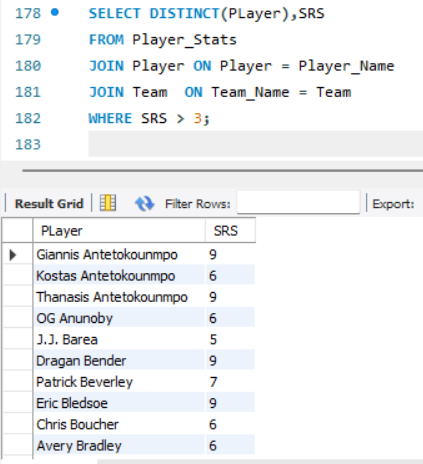 178 SELECT DISTINCT(PLayer),SRS
179 FROM Player_Stats
180 JOIN Player ON Player = Player_Name
181 JOIN Team  ON Team_Name = Team
182 WHERE SRS > 3;
183
Result Grid Filter Rows: Export:
PLayer SRS
Giannis Antetokounmpo 9
Kostas Antetokounmpo 6
Thanasis Antetokounmpo 9
OG Anunoby 6
J.J. Barea 5
Dragan Bender 9
Patrick Beverley 7
Eric Bledsoe 9
Chris Boucher 6
Avery Bradley 6